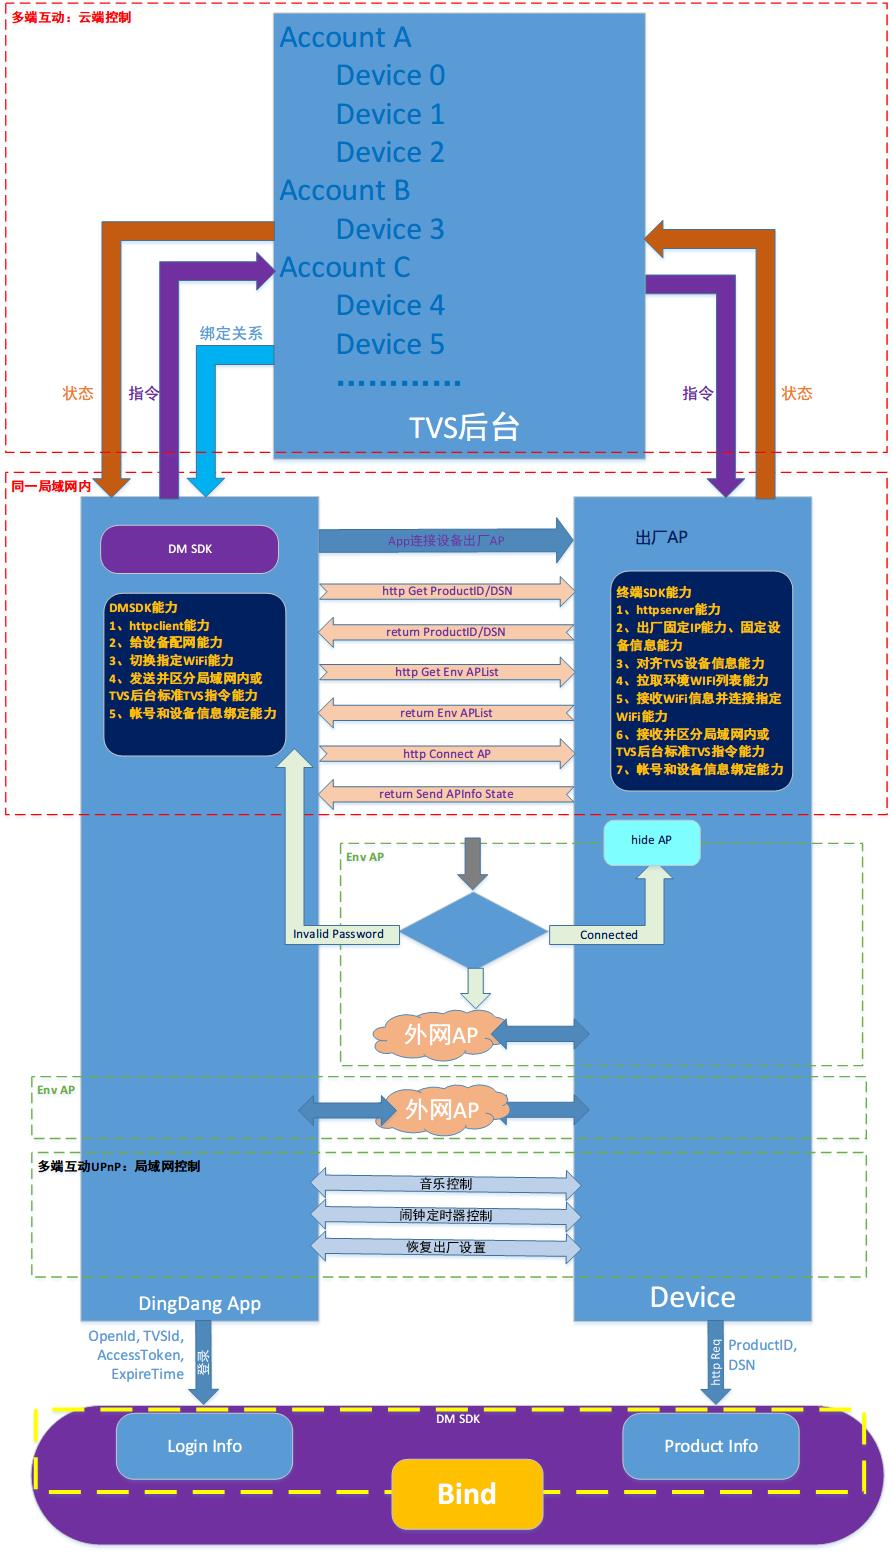 多端互动：云端控制
Account A
Device 0
Device 1
Device 2
Account B
Device 3
Account C
Device 4
Device 5
............
TVS后台
绑定关系
状态
指令
指令
状态
同一局域网内
DM SDK
DMSDK能力
1、httpclient能力
2、给设备配网能力
3、切换指定WiFi能力
4、发送并区分局域网内或
TVS后台标准TVS指令能力
5、帐号和设备信息绑定能力
App连接设备出厂AP
http Get ProductID/DSN
return ProductID/DSN
http Get Env APList
return Env APList
http Connect AP
return Send APInfo State
出厂AP
终端SDK能力
1、httpserver能力
2、出厂固定IP能力、固定设
备信息能力
3、对齐TVS设备信息能力
4、拉取环境WIFI列表能力
5、接收WiFi信息并连接指定
WiFi能力
6、接收并区分局域网内或
TVS后台标准TVS指令能力
7、帐号和设备信息绑定能力
hide AP
Env AP
Invalid Password
Connected
外网AP
Env AP
外网AP
多端互动UPnP：局域网控制
音乐控制
闹钟定时器控制
恢复出厂设置
DingDang App
Device
OpenId, TVSId,
AccessToken,
ExpireTime
登录
http Req
ProductID,
DSN
DM SDK
Login Info
Product Info
Bind